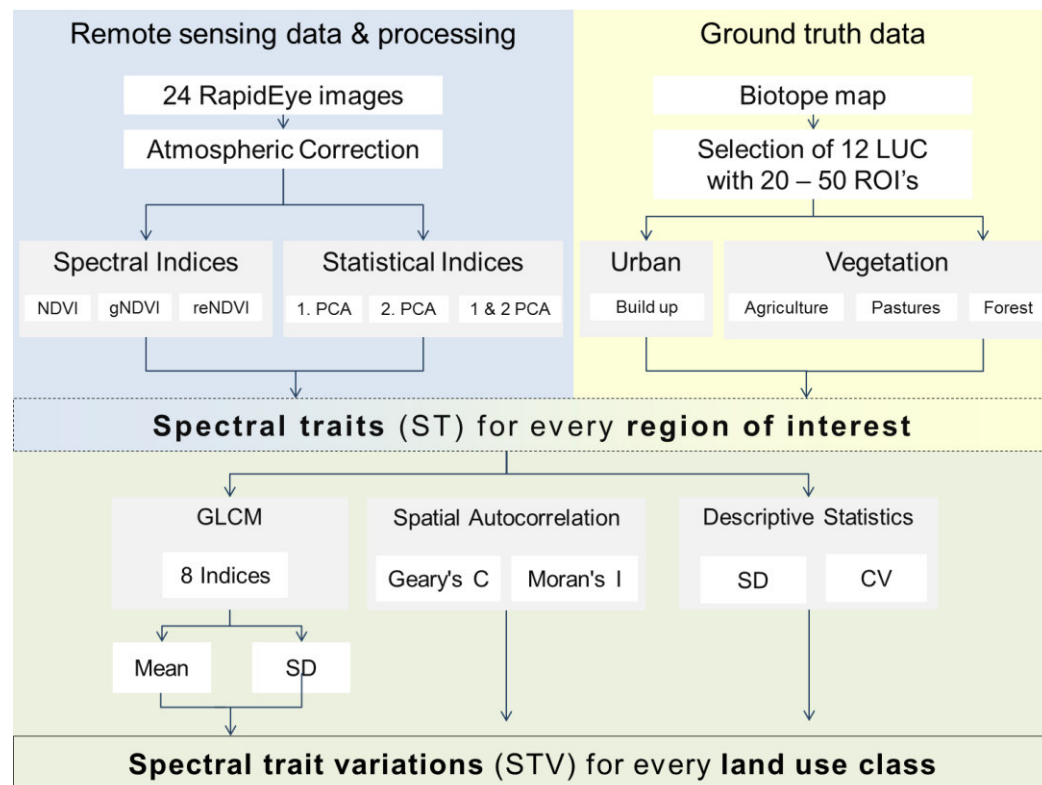 Remote sensing data & processing
24 RapidEye images
Atmospheric Correction
Spectral Indices
NDVI
gNDVI
reNDVI
Statistical Indices
1. PCA
2. PCA
1 & 2 PCA
Ground truth data
Biotope map
Selection of 12 LUC
with 20 – 50 ROI's
Urban
Build up
Vegetation
Agriculture
Pastures
Forest
Spectral traits (ST) for every region of interest
GLCM
8 Indices
Mean
SD
Spatial Autocorrelation
Geary's C
Moran's I
Descriptive Statistics
SD
CV
Spectral trait variations (STV) for every land use class